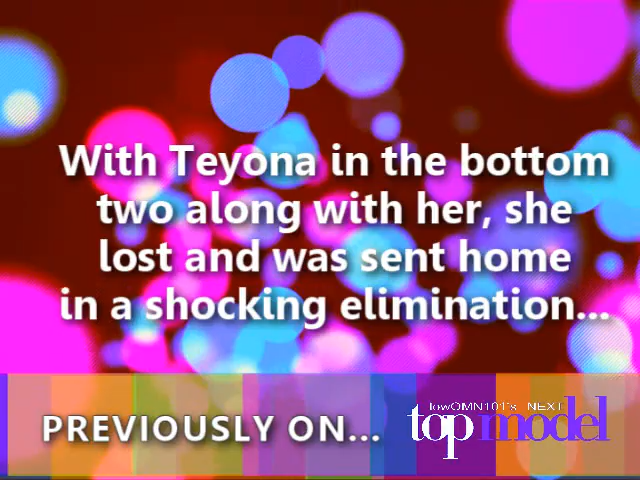 With Teyona in the bottom
two along with her, she
lost and was sent home
in a shocking elimination...
PREVIOUSLY ON...
NEXT
top model